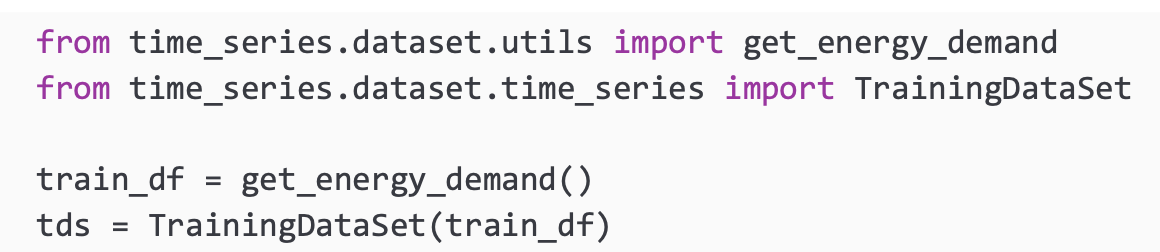 from time_series.dataset.utils import get_energy_demand
from time_series.dataset.time_series import TrainingDataSet
train_df = get_energy_demand()
tds = TrainingDataSet(train_df)